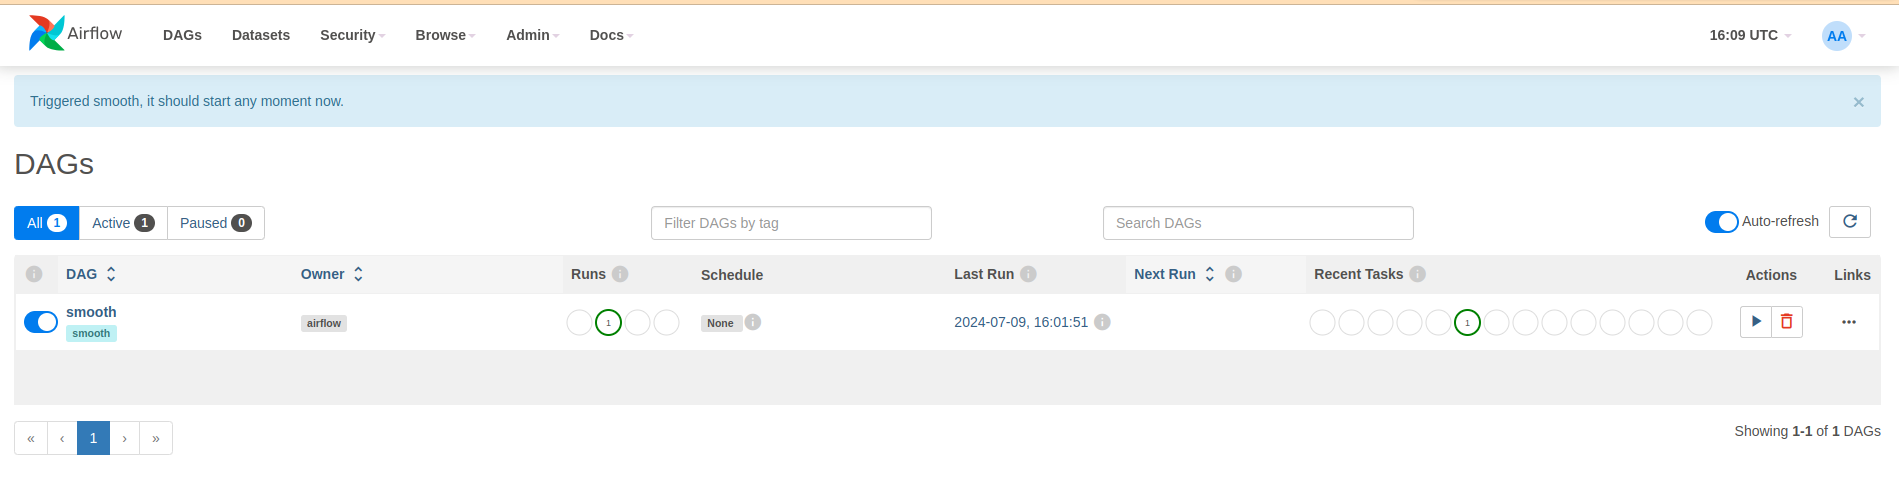 Airflow DAGs Datasets Security Browse Admin Docs 16:09 UTC AA
Triggered smooth, it should start any moment now. ×
DAGs
All 1 Active 1 Paused 0 Filter DAGs by tag Search DAGs Auto-refresh
DAG Owner Runs Schedule Last Run Next Run Recent Tasks Actions Links
smooth
smooth airflow 1 None 2024-07-09, 16:01:51 1
« ‹ 1 › » Showing 1-1 of 1 DAGs